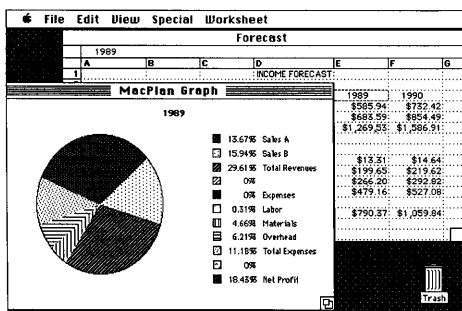 File Edit View Special Worksheet
Forecast
1989
A B C D E F G
1 INCOME FORECAST
MacPlan Graph
1989
1989 1990
$585.94 $732.42
$683.59 $854.49
$1,269.53 $1,586.91
$13.31 $14.64
$199.65 $219.62
$266.20 $292.82
$479.16 $527.08
$790.37 $1,059.84
13.67% Sales A
15.94% Sales B
29.61% Total Revenues
0%
0% Expenses
0.31% Labor
4.66% Materials
6.21% Overhead
11.18% Total Expenses
0%
18.43% Net Profit
Trash